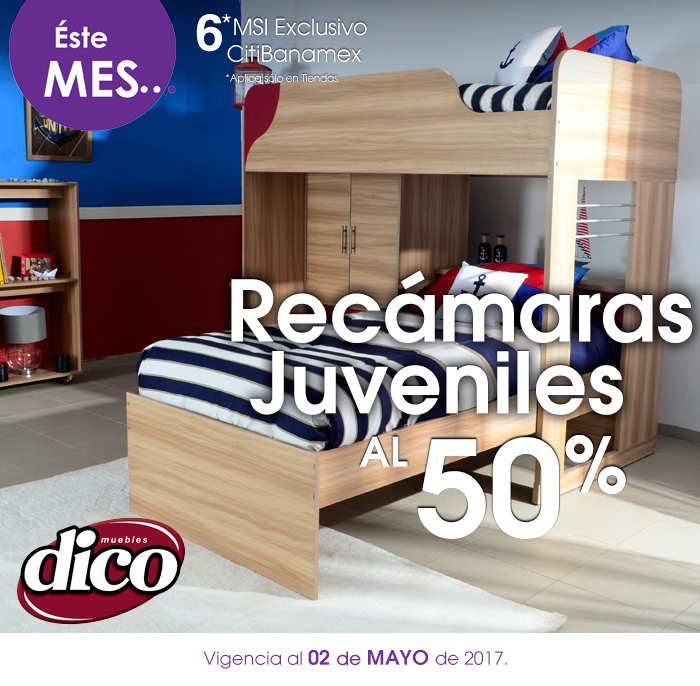 Éste
MES...
6* MSI Exclusivo
CitiBanamex
*Aplica sólo en Tiendas
Recámaras
Juveniles
AL 50%
muebles
dico
Vigencia al 02 de MAYO de 2017.